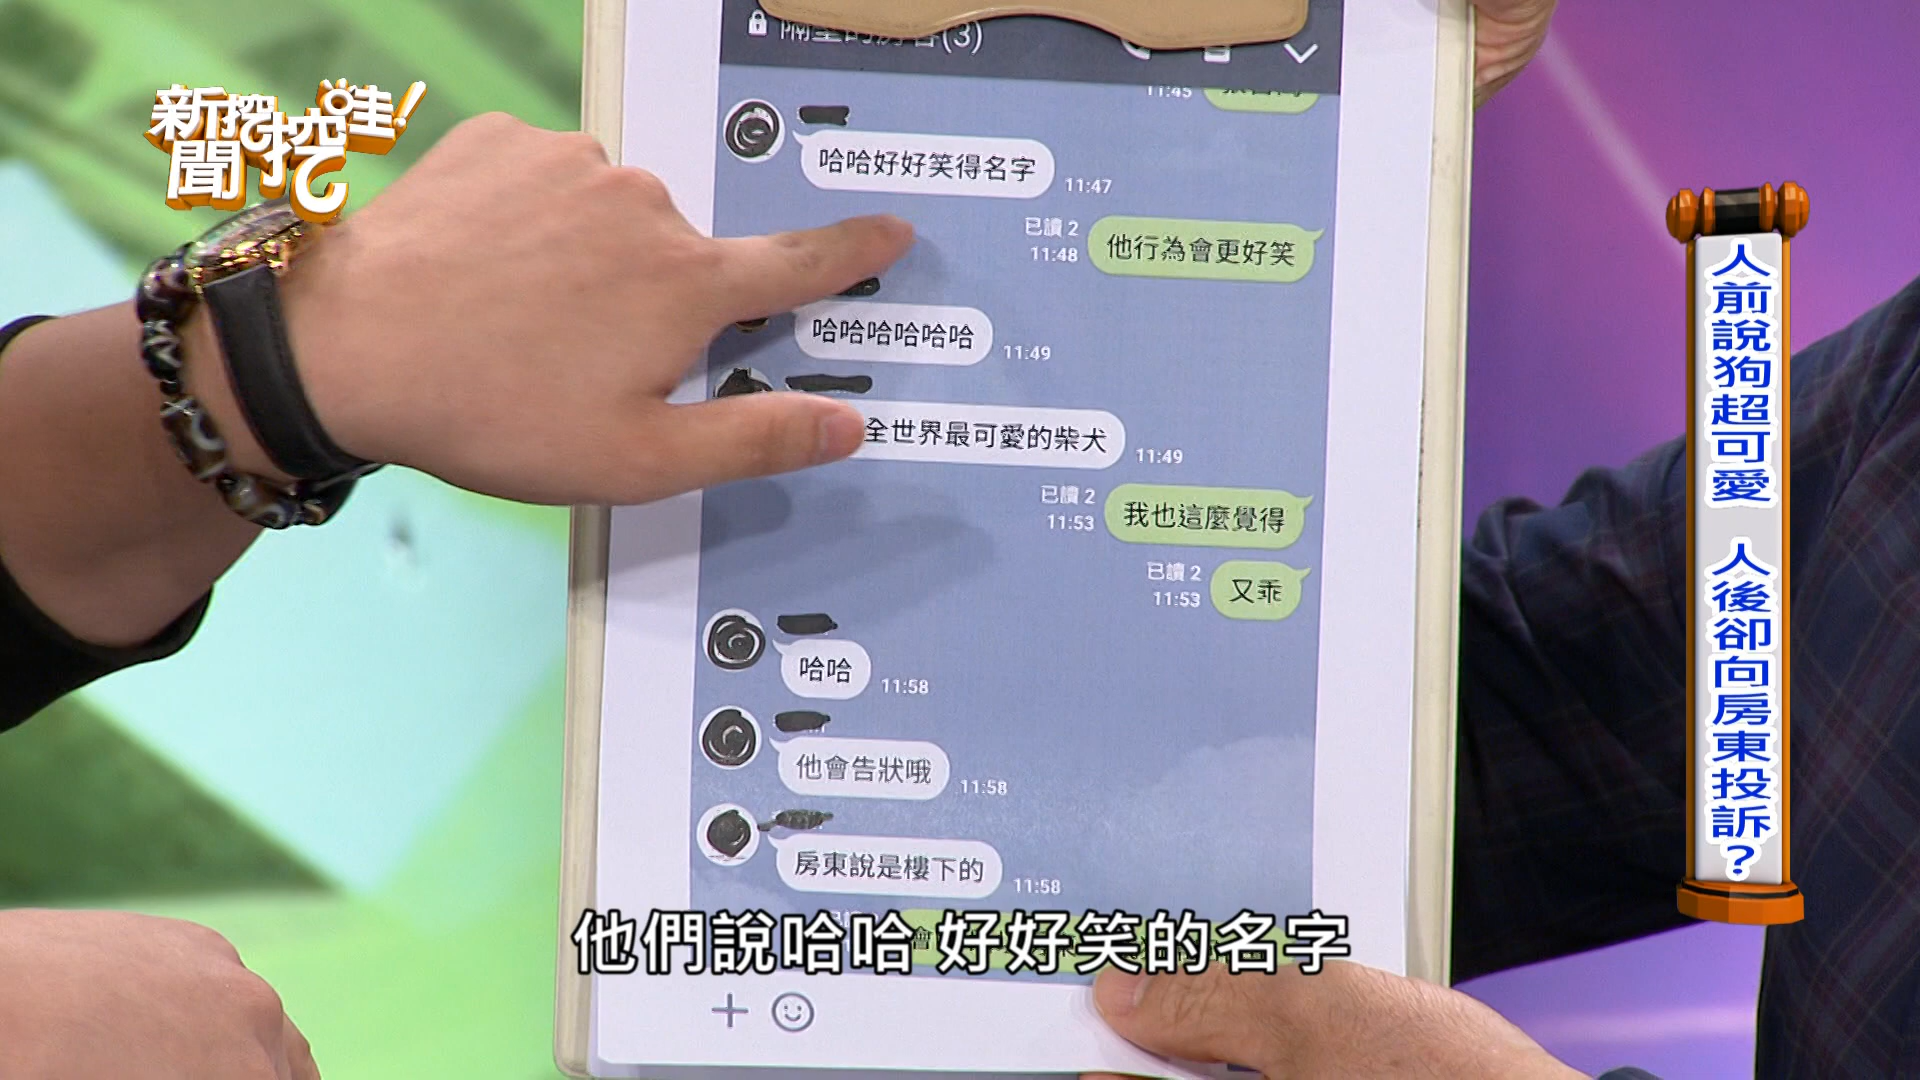 新聞挖挖哇!
(3)
11:45
哈哈好好笑得名字
11:47
已讀 2
11:48
他行為會更好笑
哈哈哈哈哈哈
11:49
全世界最可愛的柴犬
11:49
已讀 2
11:53
我也這麼覺得
已讀 2
11:53
又乖
哈哈
11:58
他會告狀哦
11:58
房東說是樓下的
11:58
他們說哈哈 好好笑的名字
人前說狗超可愛 人後卻向房東投訴?